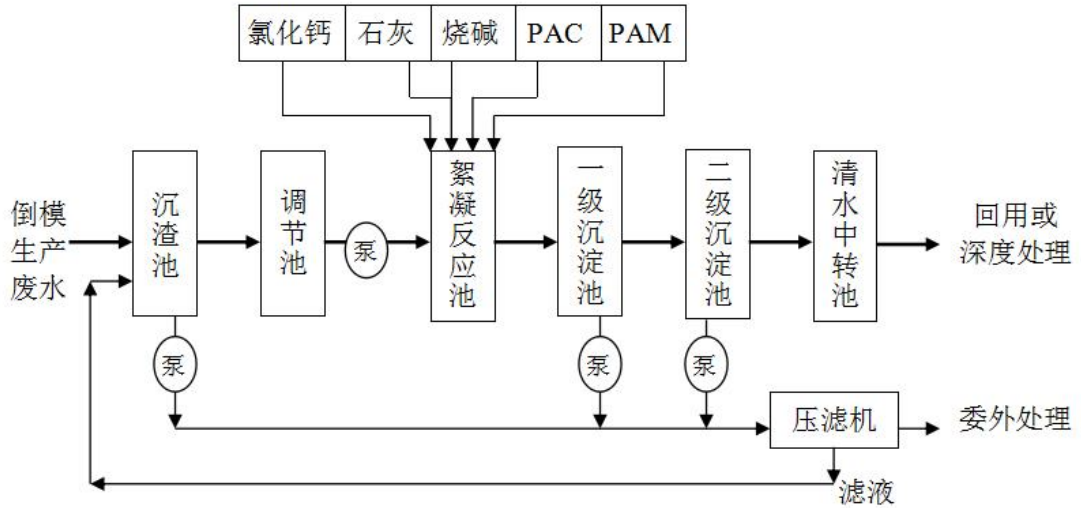 氯化钙 石灰 烧碱 PAC PAM
倒模
生产
废水
沉渣池
调节池
泵
絮凝反应池
一级沉淀池
二级沉淀池
清水中转池
回用或
深度处理
泵
泵
泵
压滤机
委外处理
滤液